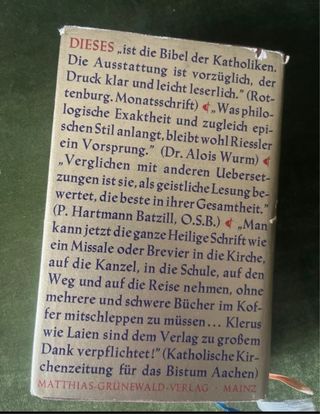 DIESES „ist die Bibel der Katholiken.
Die Ausstattung ist vorzüglich, der
Druck klar und leicht leserlich.” (Rot-
tenburg. Monatsschrift) „Was philo-
logische Exaktheit und zugleich epi-
schen Stil anlangt, bleibt wohl Riessler
ein Vorsprung.” (Dr. Alois Wurm)
„Verglichen mit anderen Ueberset-
zungen ist sie, als geistliche Lesung be-
wertet, die beste in ihrer Gesamtheit.”
(P. Hartmann Batzill, O.S.B.) „Man
kann jetzt die ganze Heilige Schrift wie
ein Missale oder Brevier in die Kirche,
auf die Kanzel, in die Schule, auf den
Weg und auf die Reise nehmen, ohne
mehrere und schwere Bücher im Kof-
fer mitschleppen zu müssen... Klerus
wie Laien sind dem Verlag zu großem
Dank verpflichtet!” (Katholische Kir-
chenzeitung für das Bistum Aachen)
MATTHIAS-GRÜNEWALD-VERLAG · MAINZ